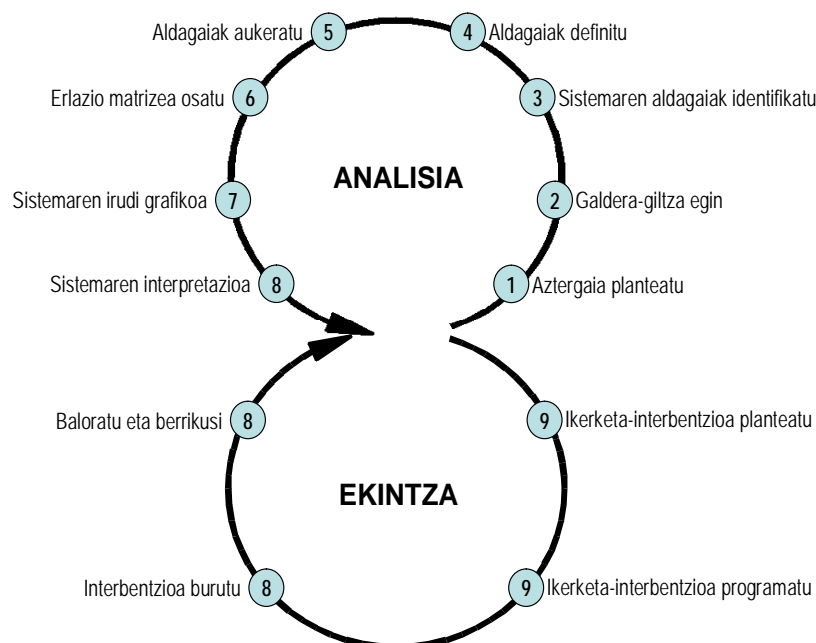 5
Aldagaiak aukeratu
4
Aldagaiak definitu
6
Erlazio matrizea osatu
3
Sistemaren aldagaiak identifikatu
ANALISIA
7
Sistemaren irudi grafikoa
2
Galdera-giltza egin
8
Sistemaren interpretazioa
1
Aztergaia planteatu
8
Baloratu eta berrikusi
9
Ikerketa-interbentzioa planteatu
EKINTZA
8
Interbentzioa burutu
9
Ikerketa-interbentzioa programatu